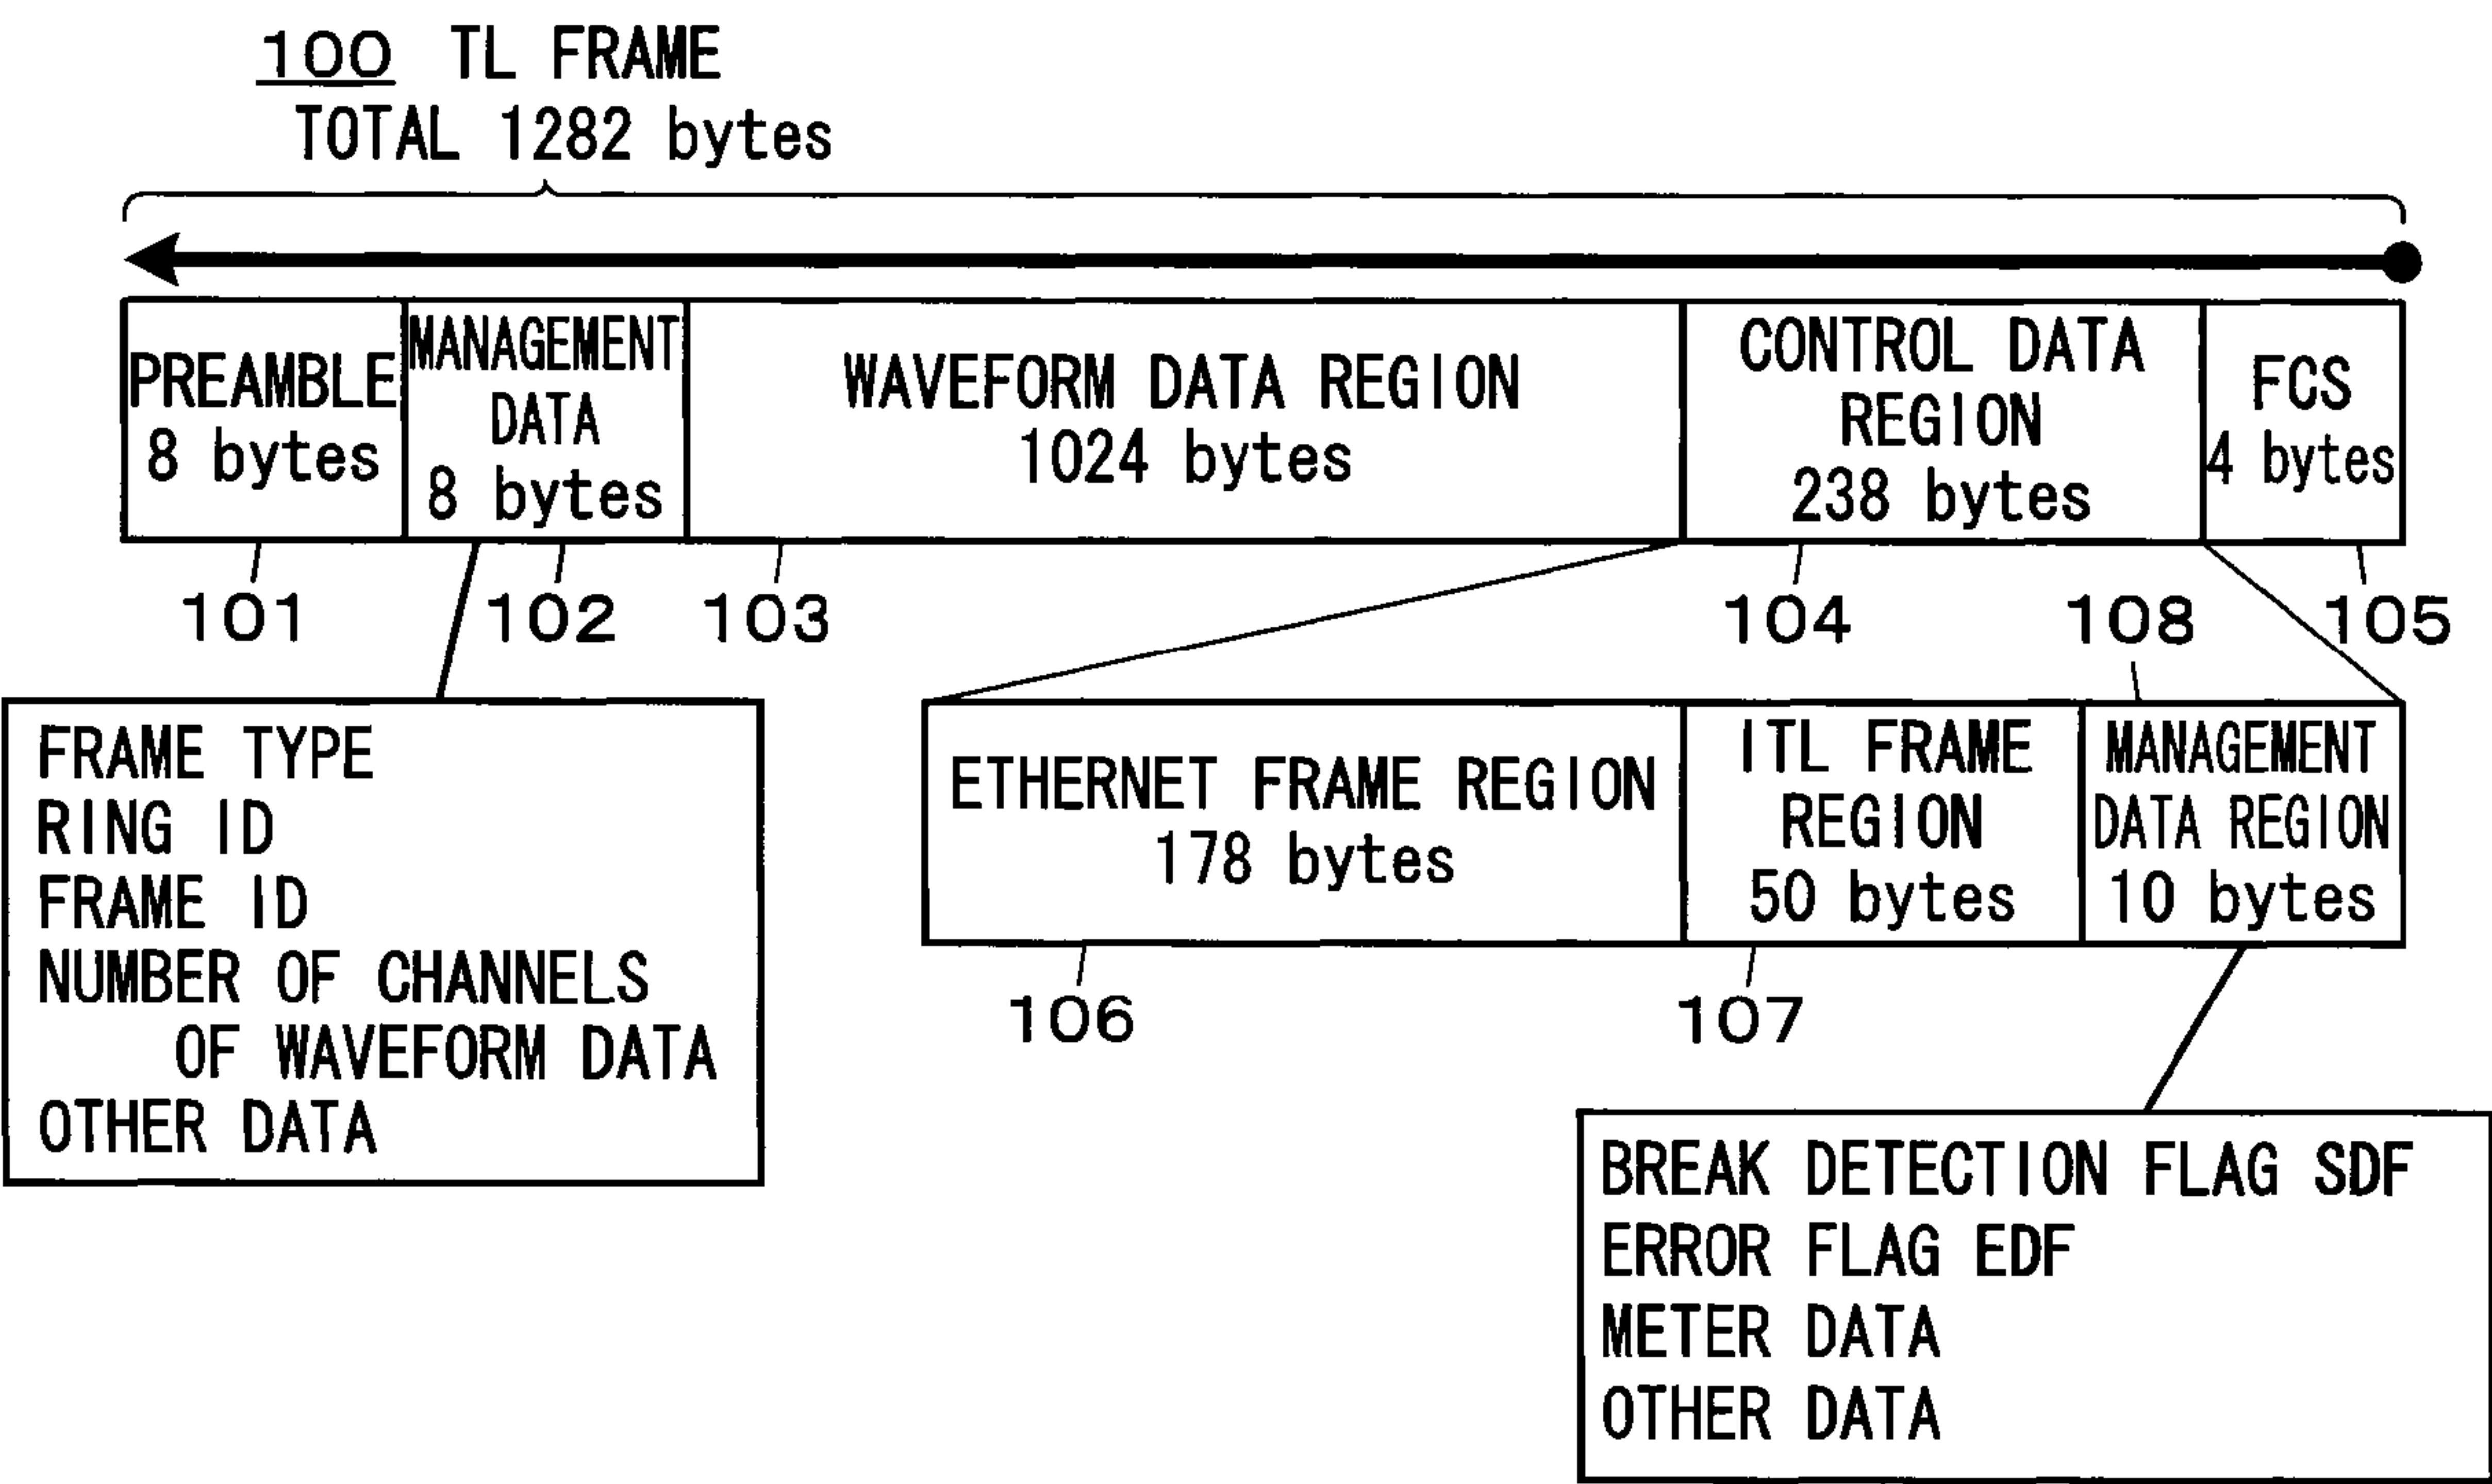 100 TL FRAME
TOTAL 1282 bytes
PREAMBLE
8 bytes
MANAGEMENT
DATA
8 bytes
WAVEFORM DATA REGION
1024 bytes
CONTROL DATA
REGION
238 bytes
FCS
4 bytes
101
102
103
104
108
105
FRAME TYPE
RING ID
FRAME ID
NUMBER OF CHANNELS
OF WAVEFORM DATA
OTHER DATA
ETHERNET FRAME REGION
178 bytes
ITL FRAME
REGION
50 bytes
MANAGEMENT
DATA REGION
10 bytes
106
107
BREAK DETECTION FLAG SDF
ERROR FLAG EDF
METER DATA
OTHER DATA